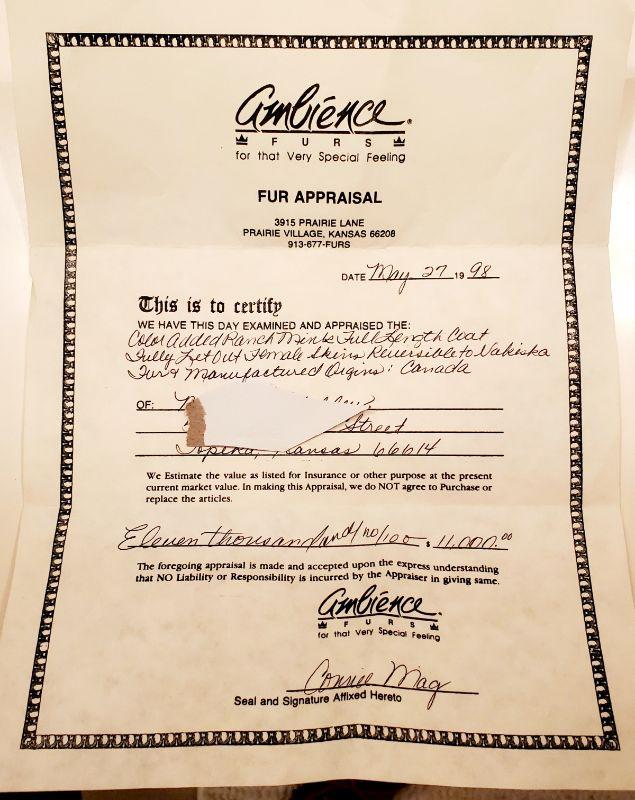 Ambience
FURS
for that Very Special Feeling
FUR APPRAISAL
3915 PRAIRIE LANE
PRAIRIE VILLAGE, KANSAS 66208
913-677-FURS
DATE May 27 1998
This is to certify
WE HAVE THIS DAY EXAMINED AND APPRAISED THE:
Color Added Ranch Mink Full Length Coat
Fully Let Out Female Skins Reversible to Nakiska
Fur & Manufactured Origins: Canada
OF:
Street
Topeka, Kansas 66614
We Estimate the value as listed for Insurance or other purpose at the present
current market value. In making this Appraisal, we do NOT agree to Purchase or
replace the articles.
Eleven thousand and no/100 $ 11,000.00
The foregoing appraisal is made and accepted upon the express understanding
that NO Liability or Responsibility is incurred by the Appraiser in giving same.
Ambience
FURS
for that Very Special Feeling
Connie Mag
Seal and Signature Affixed Hereto